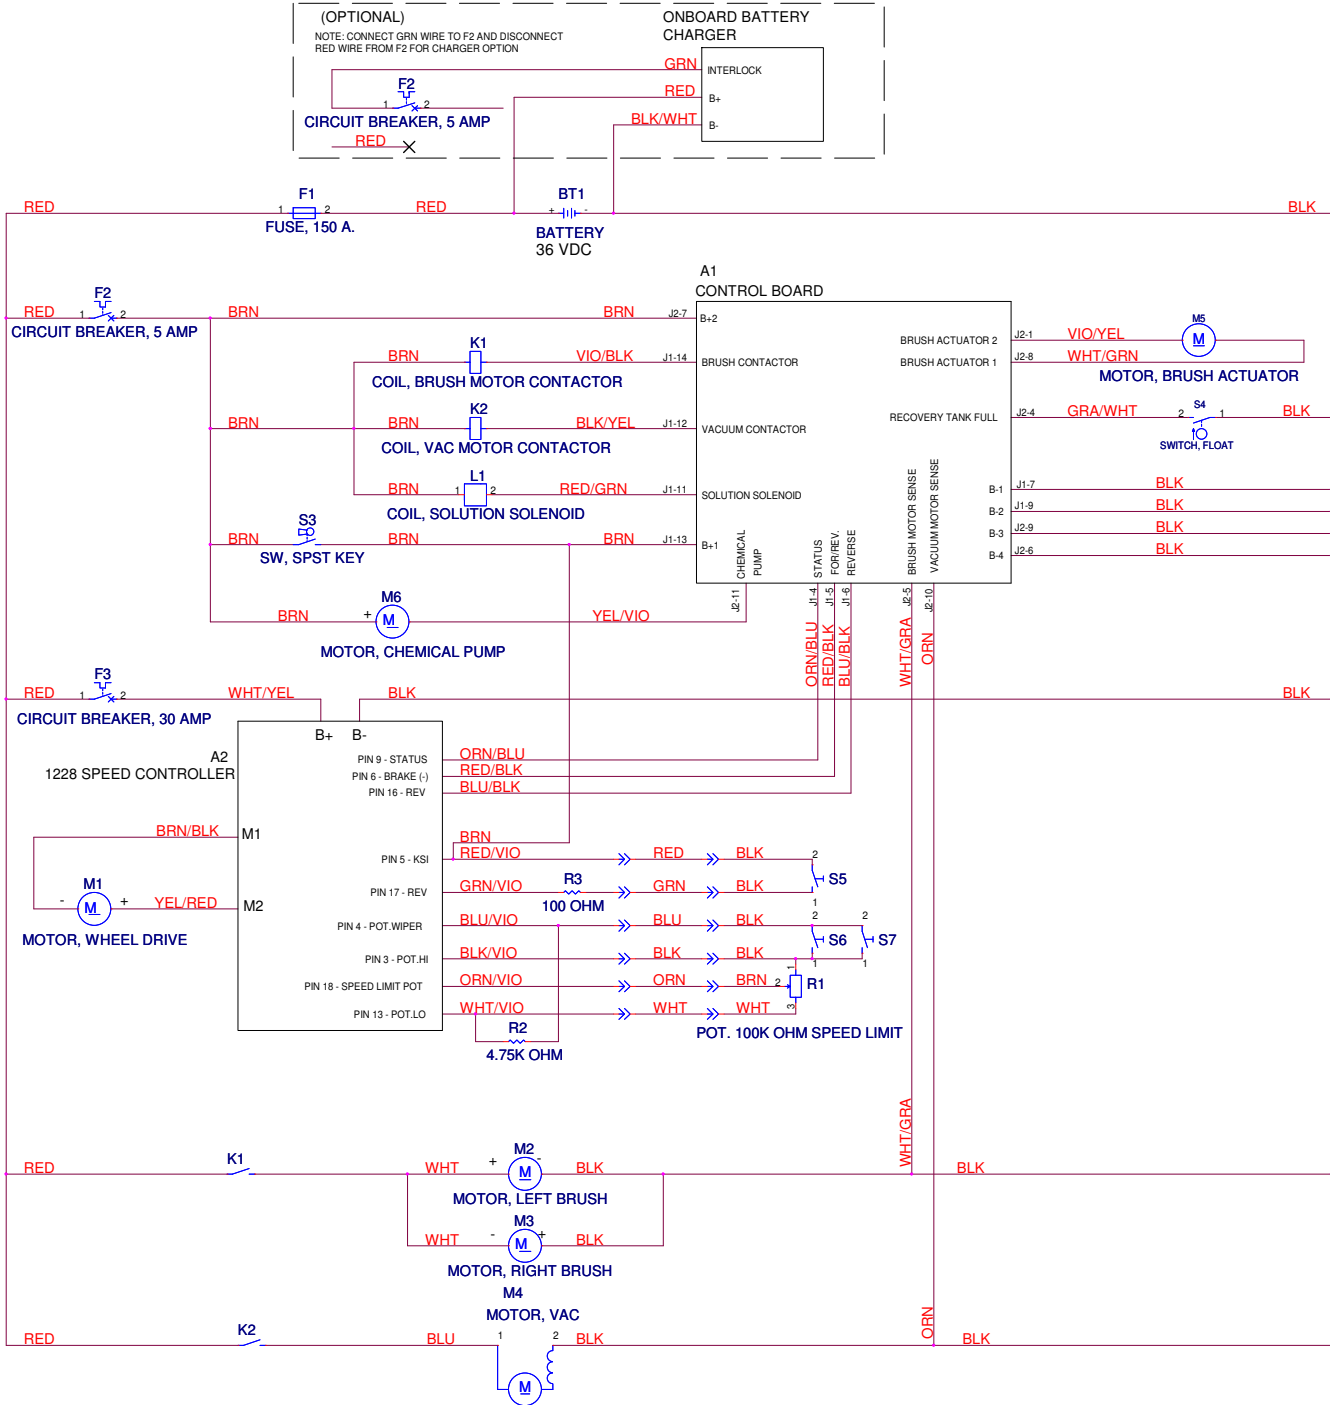 (OPTIONAL)
NOTE: CONNECT GRN WIRE TO F2 AND DISCONNECT
RED WIRE FROM F2 FOR CHARGER OPTION
ONBOARD BATTERY
CHARGER
GRN INTERLOCK
F2
1 2
RED B+
CIRCUIT BREAKER, 5 AMP
BLK/WHT B-
RED
RED F1 RED BT1 BLK
1 2 + -
FUSE, 150 A.
BATTERY
36 VDC
A1
CONTROL BOARD
RED F2 BRN BRN J2-7 B+2
1 2
CIRCUIT BREAKER, 5 AMP
BRUSH ACTUATOR 2 J2-1 VIO/YEL M5
M
BRN K1 VIO/BLK J1-14 BRUSH CONTACTOR
BRUSH ACTUATOR 1 J2-8 WHT/GRN
COIL, BRUSH MOTOR CONTACTOR
MOTOR, BRUSH ACTUATOR
BRN BRN K2 BLK/YEL J1-12 VACUUM CONTACTOR
RECOVERY TANK FULL J2-4 GRA/WHT 2 S4 1 BLK
COIL, VAC MOTOR CONTACTOR
SWITCH, FLOAT
BRN 1 L1 2 RED/GRN J1-11 SOLUTION SOLENOID
COIL, SOLUTION SOLENOID
B-1 J1-7 BLK
B-2 J1-9 BLK
B-3 J2-9 BLK
B-4 J2-6 BLK
BRN S3 BRN BRN J1-13 B+1
SW, SPST KEY
CHEMICAL
PUMP
STATUS
FOR/REV.
REVERSE
BRUSH MOTOR SENSE
VACUUM MOTOR SENSE
J2-11
J1-4
J1-5
J1-6
J2-5
J2-10
BRN + M6 YEL/VIO
M
MOTOR, CHEMICAL PUMP
ORN/BLU
RED/BLK
BLU/BLK
WHT/GRA
ORN
RED F3 WHT/YEL BLK BLK
1 2
CIRCUIT BREAKER, 30 AMP
B+ B-
A2
1228 SPEED CONTROLLER
PIN 9 - STATUS ORN/BLU
PIN 6 - BRAKE (-) RED/BLK
PIN 16 - REV BLU/BLK
BRN/BLK M1
BRN
PIN 5 - KSI RED/VIO RED BLK 2
S5
1
PIN 17 - REV GRN/VIO R3 GRN BLK
100 OHM
M1
- M + YEL/RED M2
MOTOR, WHEEL DRIVE
PIN 4 - POT.WIPER BLU/VIO BLU BLK 2 2
S6 S7
1 1
PIN 3 - POT.HI BLK/VIO BLK BLK
PIN 18 - SPEED LIMIT POT ORN/VIO ORN BRN 2 1 R1
3
PIN 13 - POT.LO WHT/VIO WHT WHT
R2
4.75K OHM
POT. 100K OHM SPEED LIMIT
WHT/GRA
RED K1 WHT + M2 - BLK BLK
M
MOTOR, LEFT BRUSH
WHT - M3 + BLK
M
MOTOR, RIGHT BRUSH
M4
MOTOR, VAC
ORN
RED K2 BLU 1 2 BLK BLK
M